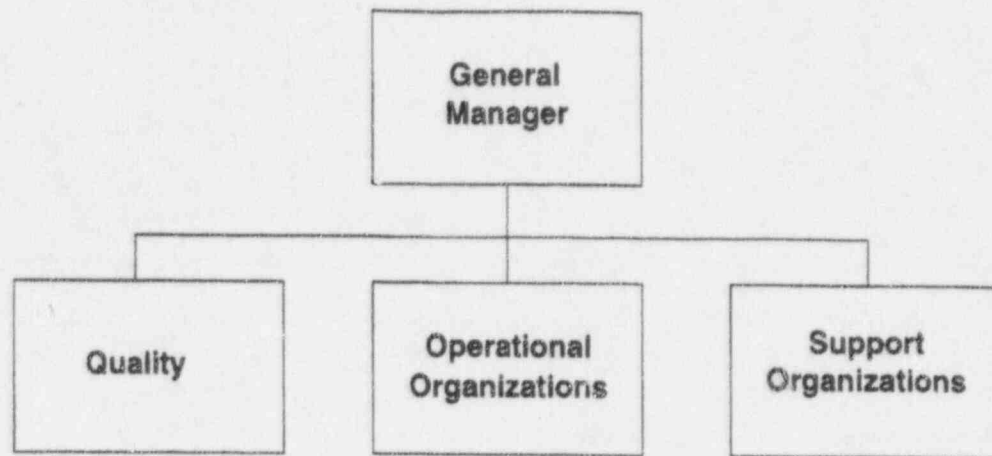 General
Manager
Quality
Operational
Organizations
Support
Organizations